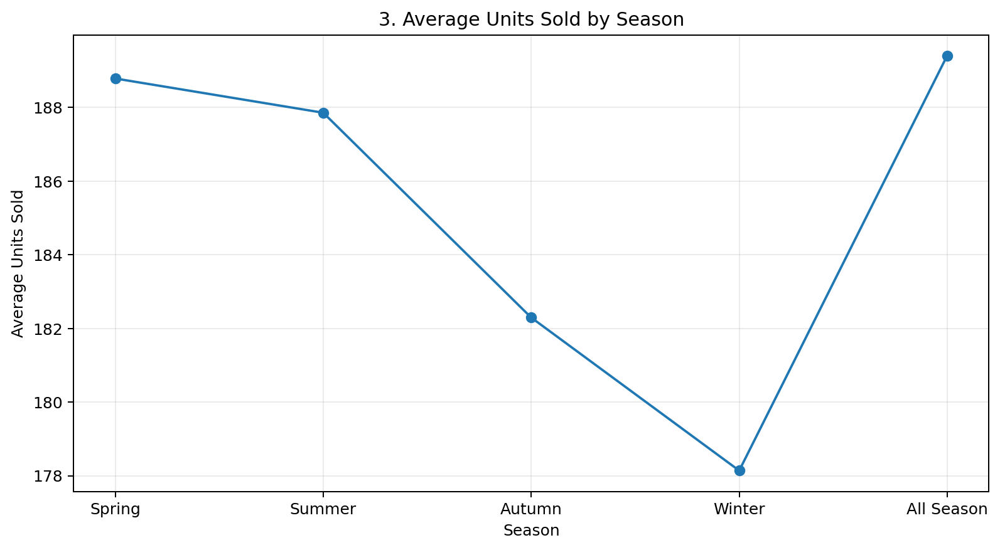 3. Average Units Sold by Season
Average Units Sold
188
186
184
182
180
178
Spring
Summer
Autumn
Winter
All Season
Season